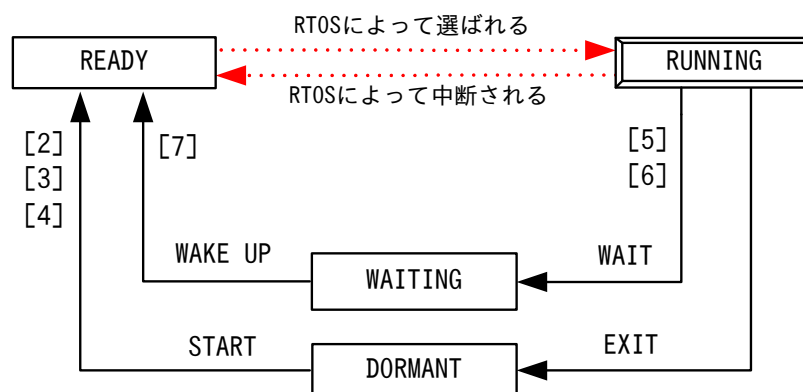 RTOSによって選ばれる
READY
RUNNING
RTOSによって中断される
[2]
[3]
[4]
[7]
[5]
[6]
WAKE UP
WAITING
WAIT
START
DORMANT
EXIT